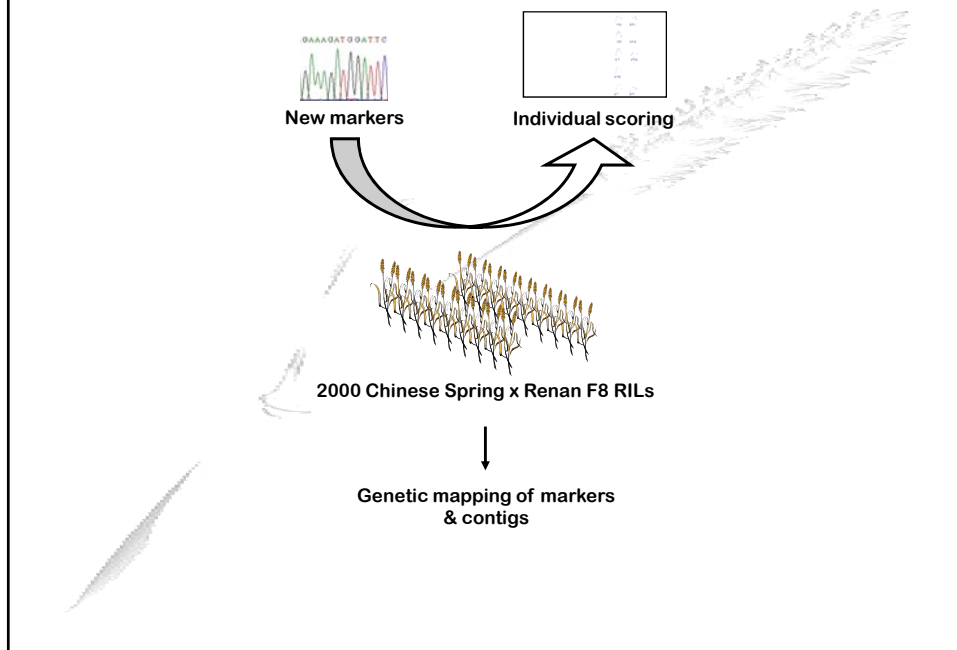 GAAAGATGGATTC
New markers
Individual scoring
2000 Chinese Spring x Renan F8 RILs
Genetic mapping of markers
& contigs